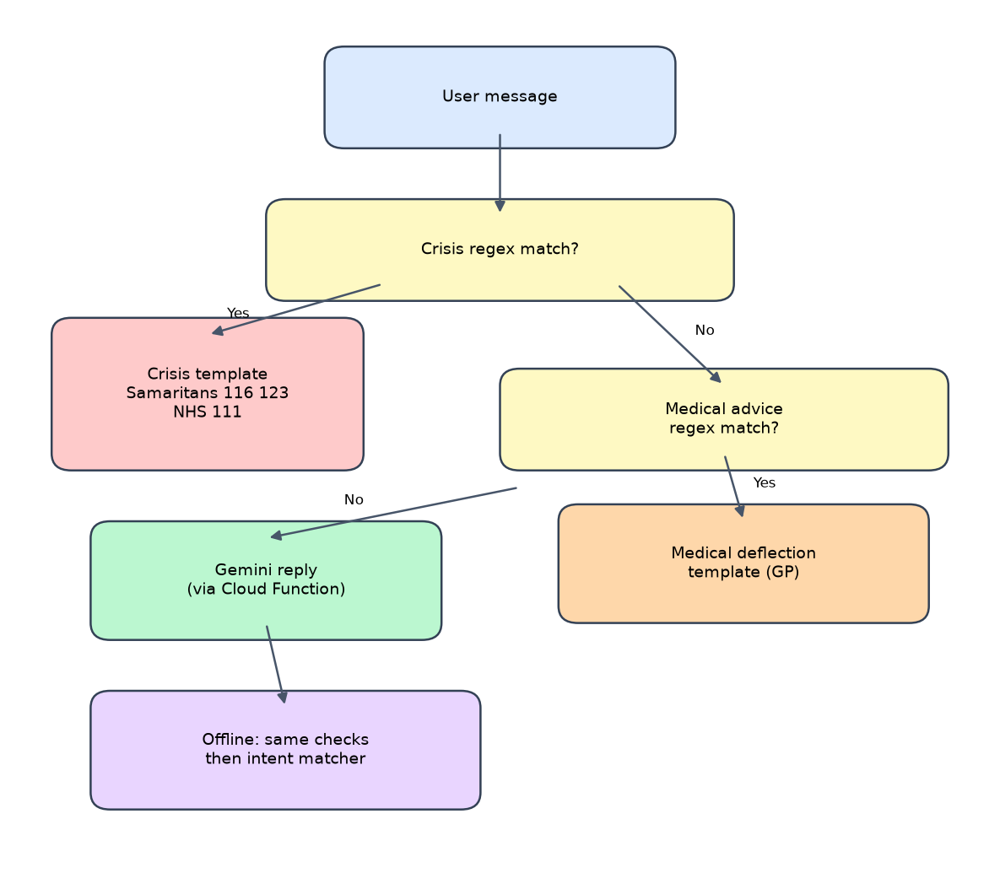 User message
Crisis regex match?
Yes
No
Crisis template
Samaritans 116 123
NHS 111
Medical advice
regex match?
No
Yes
Gemini reply
(via Cloud Function)
Medical deflection
template (GP)
Offline: same checks
then intent matcher